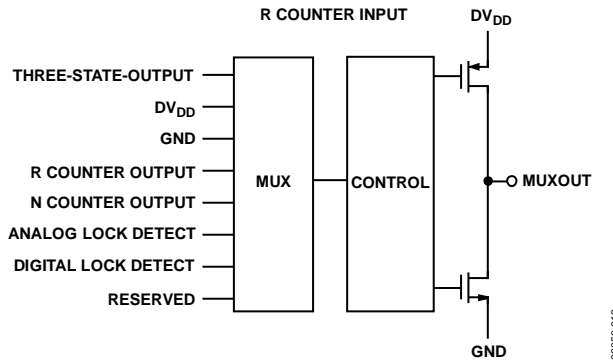 R COUNTER INPUT
DVDD
THREE-STATE-OUTPUT
DVDD
GND
R COUNTER OUTPUT
N COUNTER OUTPUT
ANALOG LOCK DETECT
DIGITAL LOCK DETECT
RESERVED
MUX
CONTROL
MUXOUT
GND